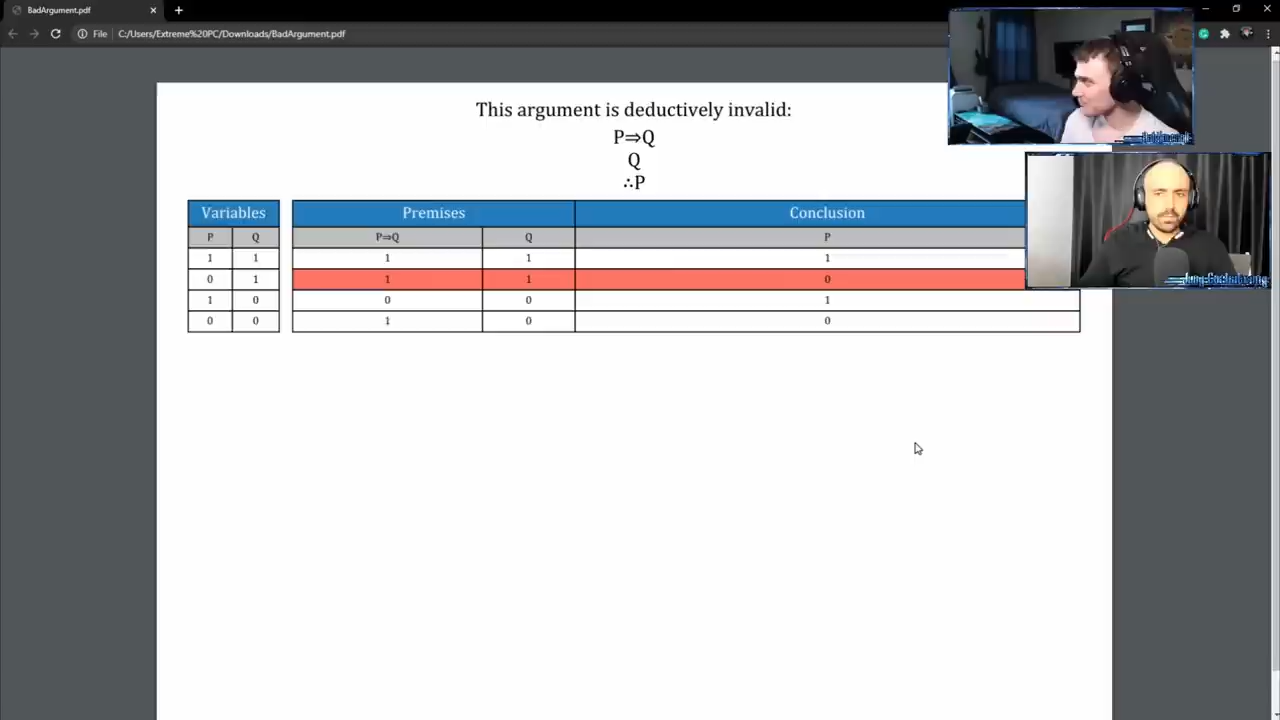 BadArgument.pdf
File C:/Users/Extreme%20PC/Downloads/BadArgument.pdf
This argument is deductively invalid:
P⇒Q
Q
∴P
Variables Premises Conclusion
P Q P⇒Q Q P
1 1 1 1 1
0 1 1 1 0
1 0 0 0 1
0 0 1 0 0